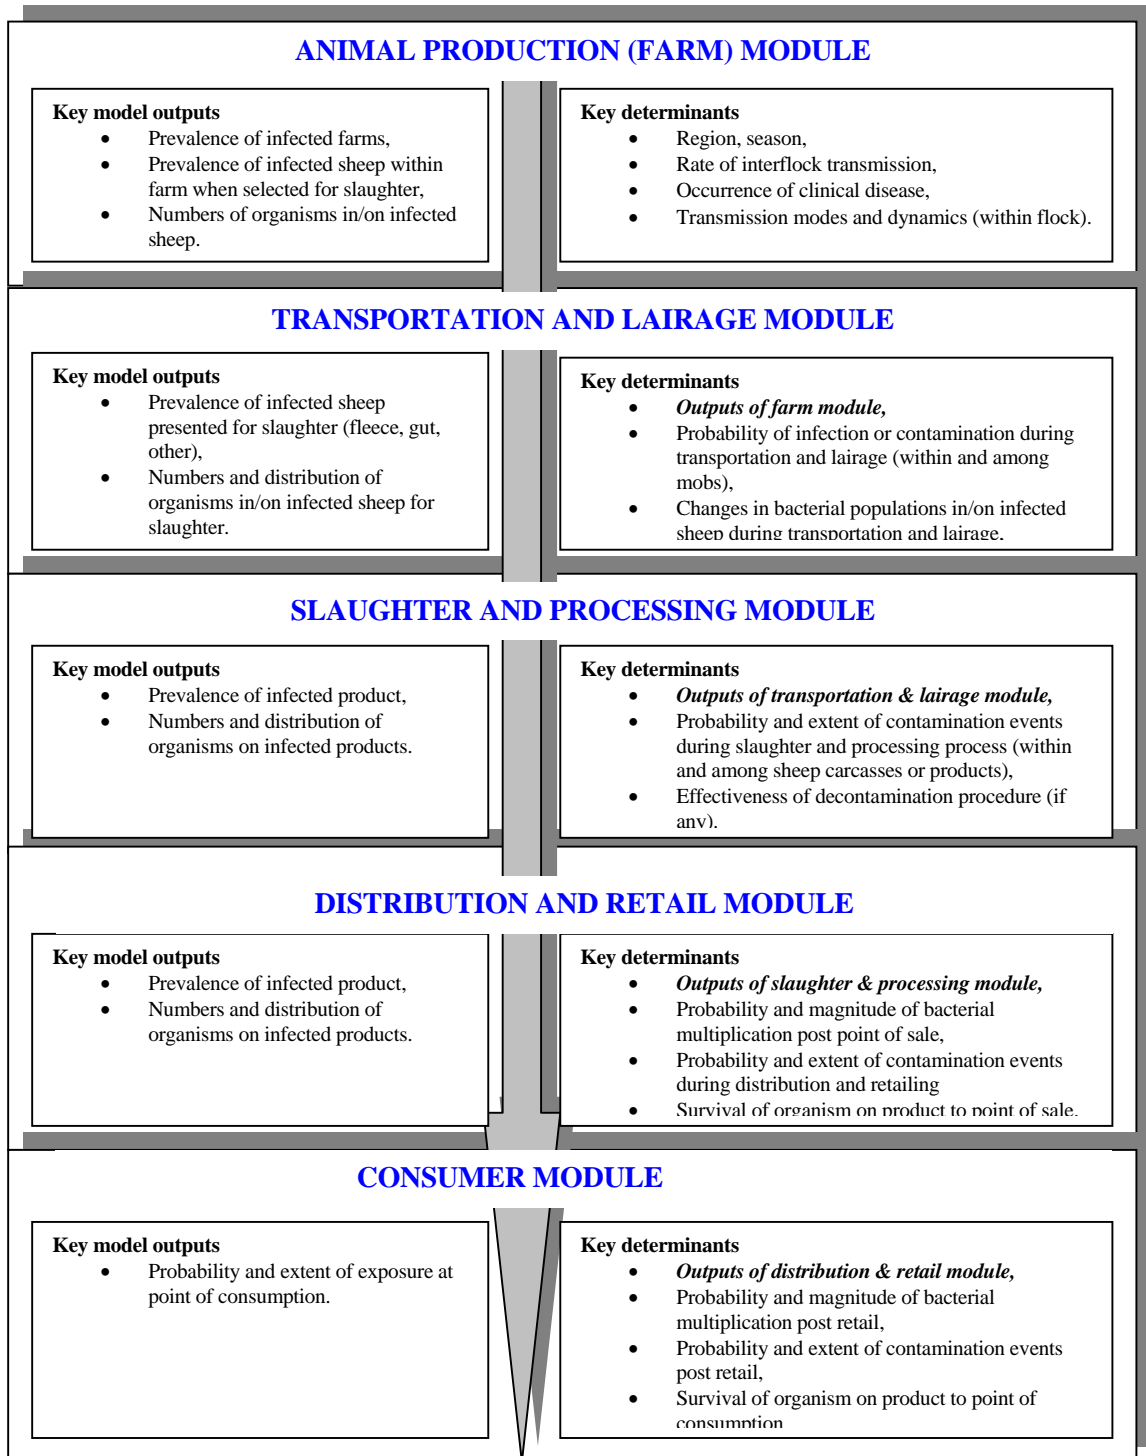 ANIMAL PRODUCTION (FARM) MODULE
Key model outputs
• Prevalence of infected farms,
• Prevalence of infected sheep within
farm when selected for slaughter,
• Numbers of organisms in/on infected
sheep.
Key determinants
• Region, season,
• Rate of interflock transmission,
• Occurrence of clinical disease,
• Transmission modes and dynamics (within flock).
TRANSPORTATION AND LAIRAGE MODULE
Key model outputs
• Prevalence of infected sheep
presented for slaughter (fleece, gut,
other),
• Numbers and distribution of
organisms in/on infected sheep for
slaughter.
Key determinants
• Outputs of farm module,
• Probability of infection or contamination during
transportation and lairage (within and among
mobs),
• Changes in bacterial populations in/on infected
sheep during transportation and lairage.
SLAUGHTER AND PROCESSING MODULE
Key model outputs
• Prevalence of infected product,
• Numbers and distribution of
organisms on infected products.
Key determinants
• Outputs of transportation & lairage module,
• Probability and extent of contamination events
during slaughter and processing process (within
and among sheep carcasses or products),
• Effectiveness of decontamination procedure (if
any).
DISTRIBUTION AND RETAIL MODULE
Key model outputs
• Prevalence of infected product,
• Numbers and distribution of
organisms on infected products.
Key determinants
• Outputs of slaughter & processing module,
• Probability and magnitude of bacterial
multiplication post point of sale,
• Probability and extent of contamination events
during distribution and retailing
• Survival of organism on product to point of sale.
CONSUMER MODULE
Key model outputs
• Probability and extent of exposure at
point of consumption.
Key determinants
• Outputs of distribution & retail module,
• Probability and magnitude of bacterial
multiplication post retail,
• Probability and extent of contamination events
post retail,
• Survival of organism on product to point of
consumption